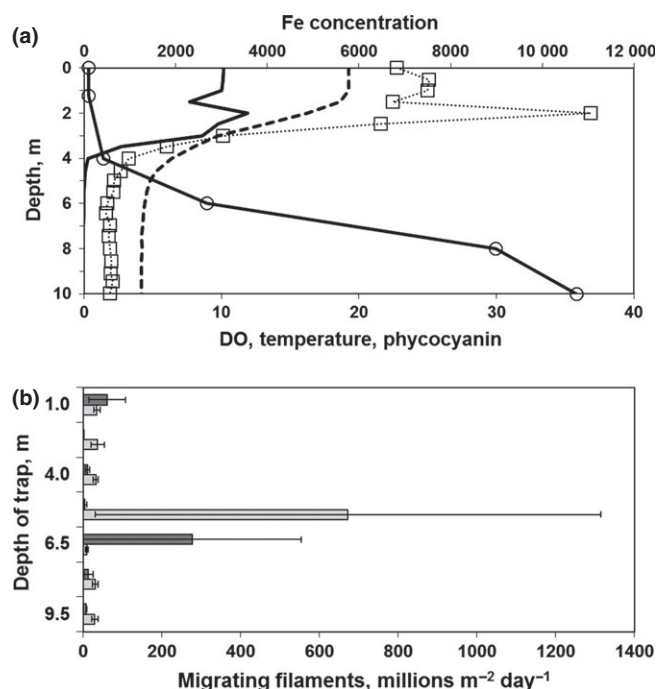 (a)
Fe concentration
0 2000 4000 6000 8000 10 000 12 000
0
2
4
6
8
10
Depth, m
0 10 20 30 40
DO, temperature, phycocyanin
(b)
1.0
4.0
6.5
9.5
Depth of trap, m
0 200 400 600 800 1000 1200 1400
Migrating filaments, millions m⁻² day⁻¹